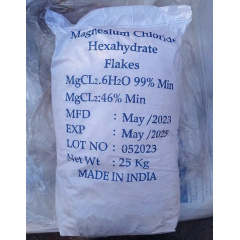 Magnesium Chloride
Hexahydrate
Flakes
MgCL2.6H2O 99% Min
MgCL2:46% Min
MFD : May/2023
EXP : May/2025
LOT NO : 052023
Net Wt : 25 Kg
MADE IN INDIA